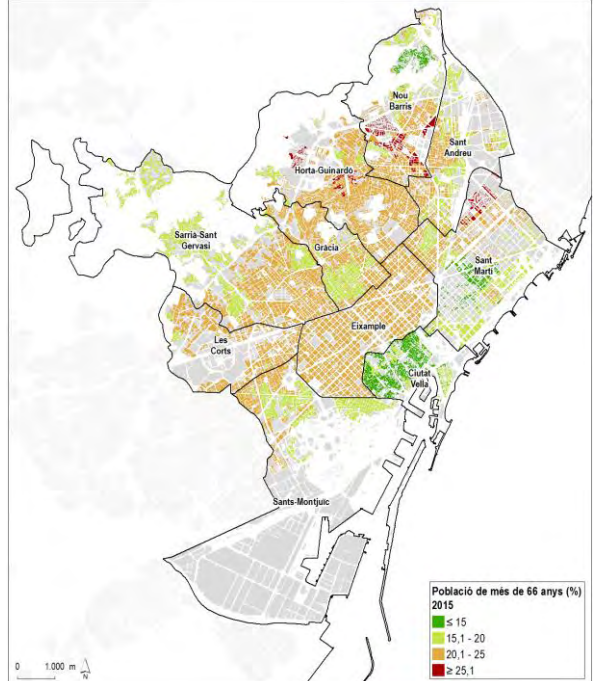 Nou
Barris
Sant
Andreu
Horta-Guinardó
Sarrià-Sant
Gervasi
Gràcia
Sant
Martí
Eixample
Les
Corts
Ciutat
Vella
Sants-Montjuïc
Població de més de 66 anys (%)
2015
≤ 15
15,1 - 20
20,1 - 25
≥ 25,1
0 1.000 m
N